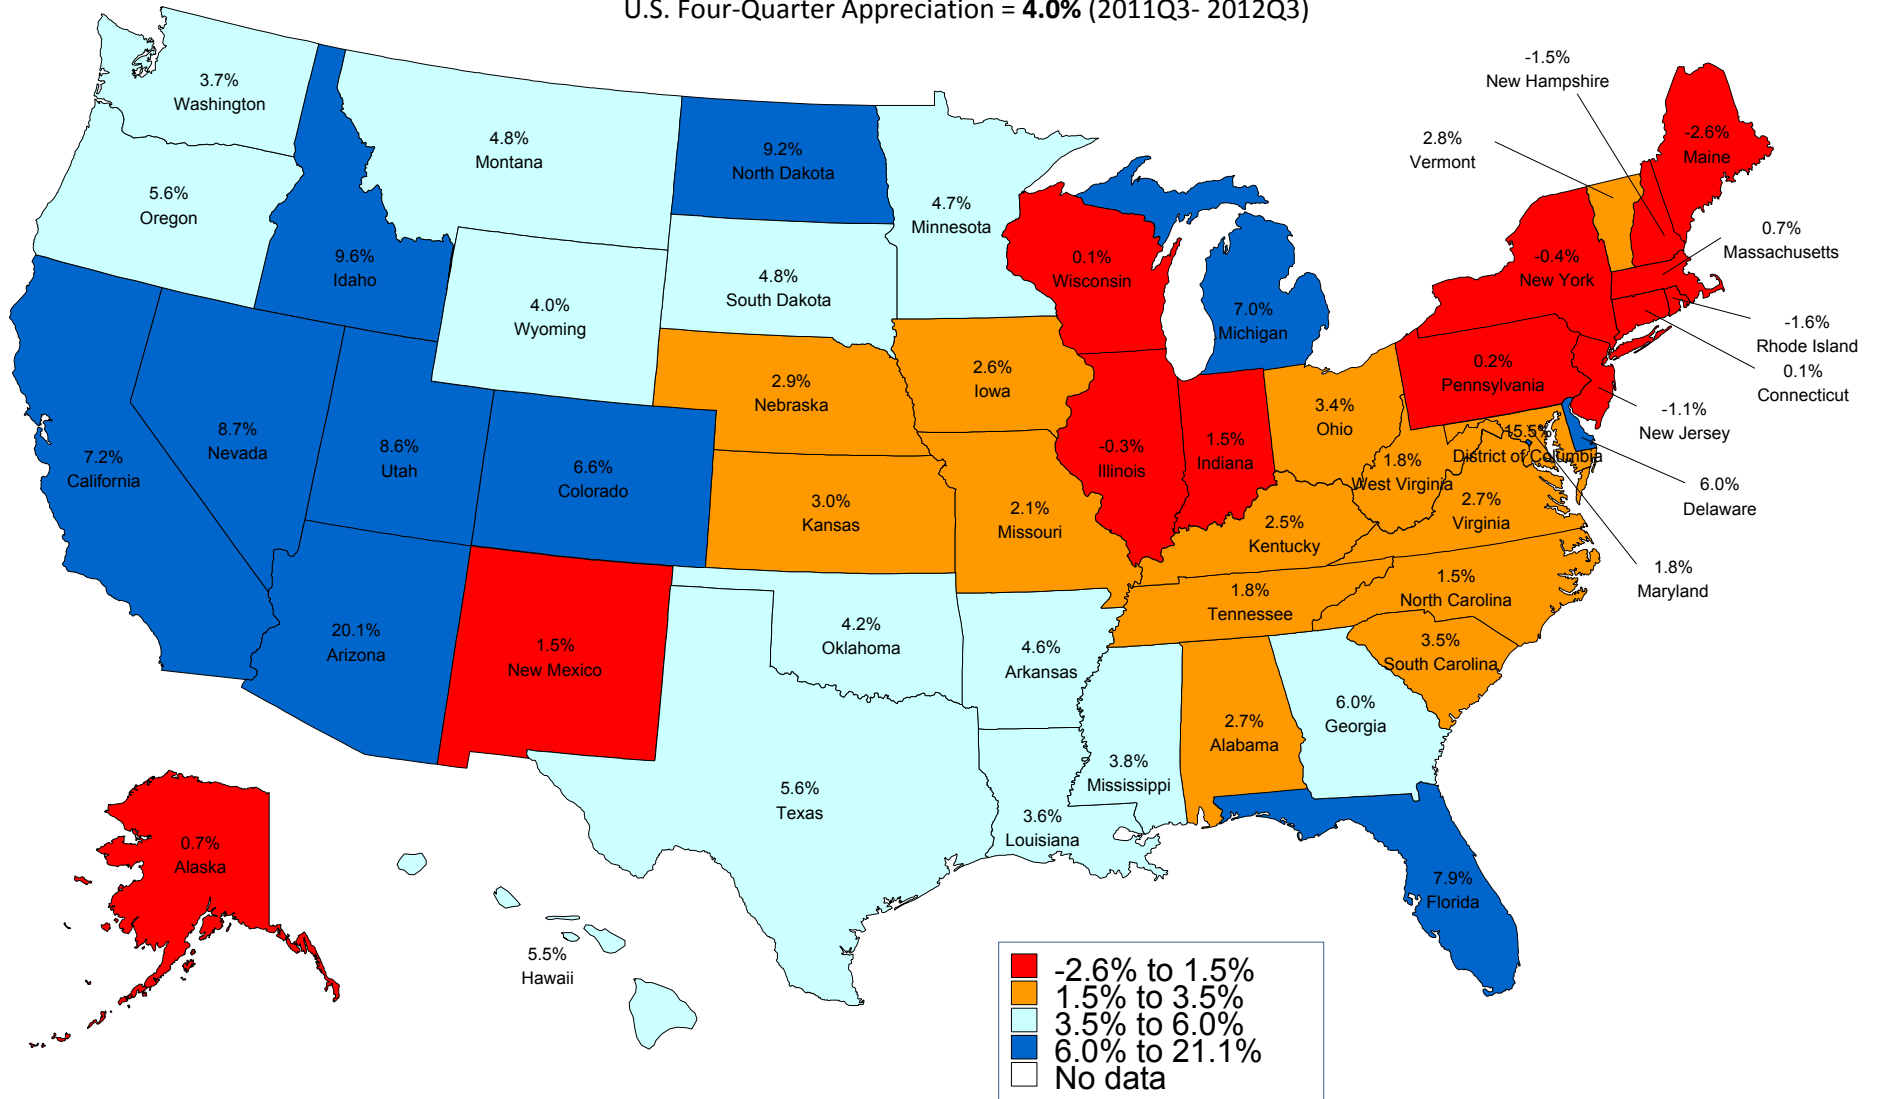 U.S. Four-Quarter Appreciation = 4.0% (2011Q3- 2012Q3)
3.7%
Washington
5.6%
Oregon
4.8%
Montana
9.6%
Idaho
4.0%
Wyoming
9.2%
North Dakota
4.8%
South Dakota
4.7%
Minnesota
0.1%
Wisconsin
7.0%
Michigan
-1.5%
New Hampshire
2.8%
Vermont
-2.6%
Maine
-0.4%
New York
0.7%
Massachusetts
-1.6%
Rhode Island
0.1%
Connecticut
-1.1%
New Jersey
0.2%
Pennsylvania
7.2%
California
8.7%
Nevada
8.6%
Utah
6.6%
Colorado
2.9%
Nebraska
2.6%
Iowa
-0.3%
Illinois
1.5%
Indiana
3.4%
Ohio
1.8%
West Virginia
15.5%
District of Columbia
6.0%
Delaware
1.8%
Maryland
2.7%
Virginia
3.0%
Kansas
2.1%
Missouri
2.5%
Kentucky
1.8%
Tennessee
1.5%
North Carolina
3.5%
South Carolina
20.1%
Arizona
1.5%
New Mexico
4.2%
Oklahoma
4.6%
Arkansas
5.6%
Texas
3.6%
Louisiana
3.8%
Mississippi
2.7%
Alabama
6.0%
Georgia
7.9%
Florida
0.7%
Alaska
5.5%
Hawaii
-2.6% to 1.5%
1.5% to 3.5%
3.5% to 6.0%
6.0% to 21.1%
No data